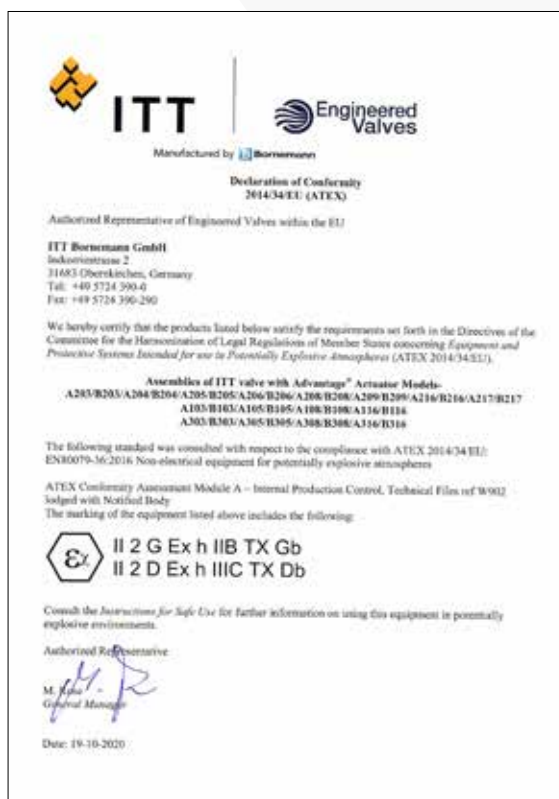 ITT
Engineered
Valves
Manufactured by Bornemann
Declaration of Conformity
2014/34/EU (ATEX)
Authorized Representative of Engineered Valves within the EU
ITT Bornemann GmbH
Industriestrasse 2
31683 Obernkirchen, Germany
Tel: +49 5724 390-0
Fax: +49 5724 390-290
We hereby certify that the products listed below satisfy the requirements set forth in the Directives of the
Committee for the Harmonization of Legal Regulations of Member States concerning Equipment and
Protective Systems Intended for use in Potentially Explosive Atmospheres (ATEX 2014/34/EU).
Assemblies of ITT valve with Advantage® Actuator Models-
A203/B203/A204/B204/A205/B205/A206/B206/A208/B208/A209/B209/A216/B216/A217/B217
A103/B103/A105/B105/A108/B108/A116/B116
A303/B303/A305/B305/A308/B308/A316/B316
The following standard was consulted with respect to the compliance with ATEX 2014/34/EU:
EN80079-36:2016 Non-electrical equipment for potentially explosive atmospheres
ATEX Conformity Assessment Module A – Internal Production Control, Technical Files ref W902
lodged with Notified Body
The marking of the equipment listed above includes the following:
Ex
II 2 G Ex h IIB TX Gb
II 2 D Ex h IIIC TX Db
Consult the Instructions for Safe Use for further information on using this equipment in potentially
explosive environments.
Authorized Representative
M.
General Manager
Date: 19-10-2020